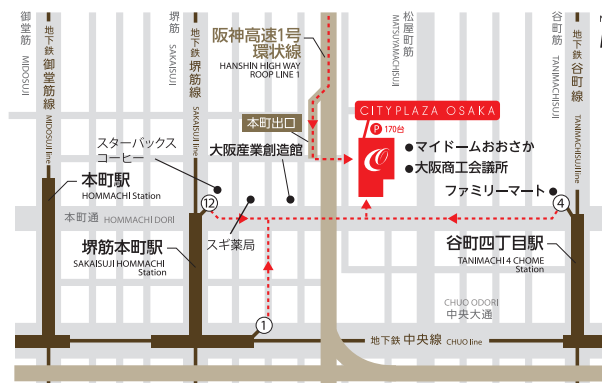 御堂筋
MIDOSUJI
地下鉄 御堂筋線
MIDOSUJI line
堺筋
SAKAISUJI
地下鉄 堺筋線
SAKAISUJI line
阪神高速1号
環状線
HANSHIN HIGH WAY
ROOP LINE 1
松屋町筋
MATSUYAMACHISUJI
谷町筋
TANIMACHISUJI
地下鉄 谷町線
TANIMACHISUJI line
CITYPLAZA OSAKA
P 170台
本町出口
スターバックス
コーヒー
大阪産業創造館
マイドームおおさか
大阪商工会議所
ファミリーマート
本町駅
HOMMACHI Station
12
4
本町通 HOMMACHI DORI
スギ薬局
堺筋本町駅
SAKAISUJI HOMMACHI
Station
谷町四丁目駅
TANIMACHI 4 CHOME
Station
CHUO ODORI
中央大通
1
地下鉄 中央線 CHUO line